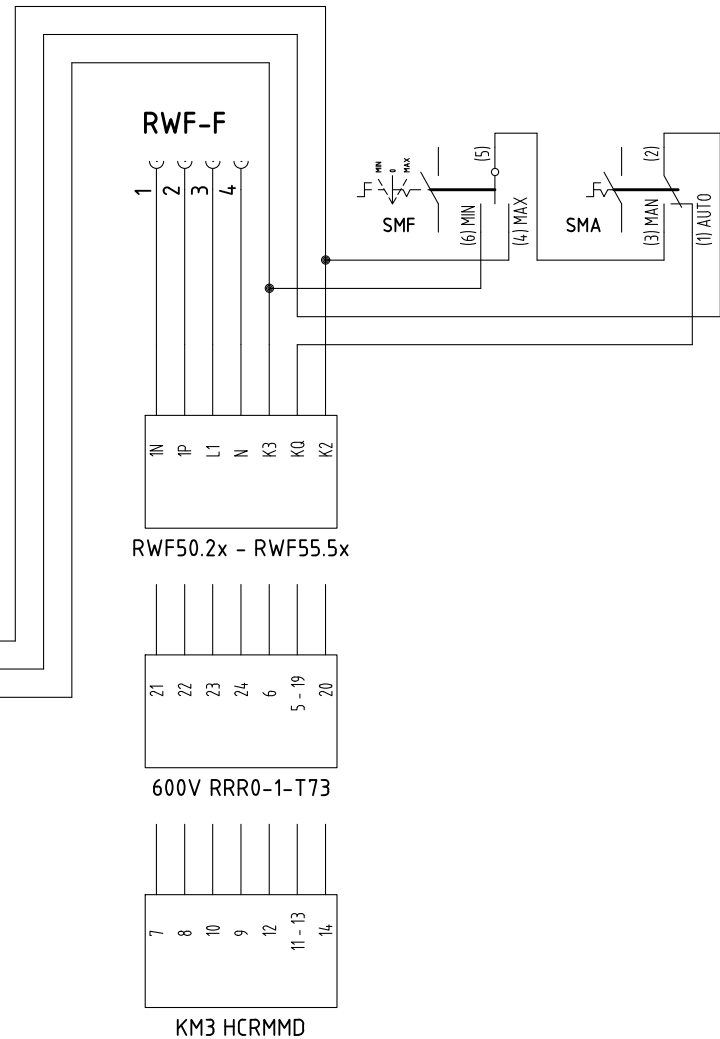 RWF-F
1 2 3 4
MIN 0 MAX
SMF
(5)
(6) MIN
(4) MAX
SMA
(2)
(3) MAN
(1) AUTO
1N 1P L1 N K3 KQ K2
RWF50.2x - RWF55.5x
21 22 23 24 6 5 - 19 20
600V RRR0-1-T73
7 8 10 9 12 11 - 13 14
KM3 HCRMMD